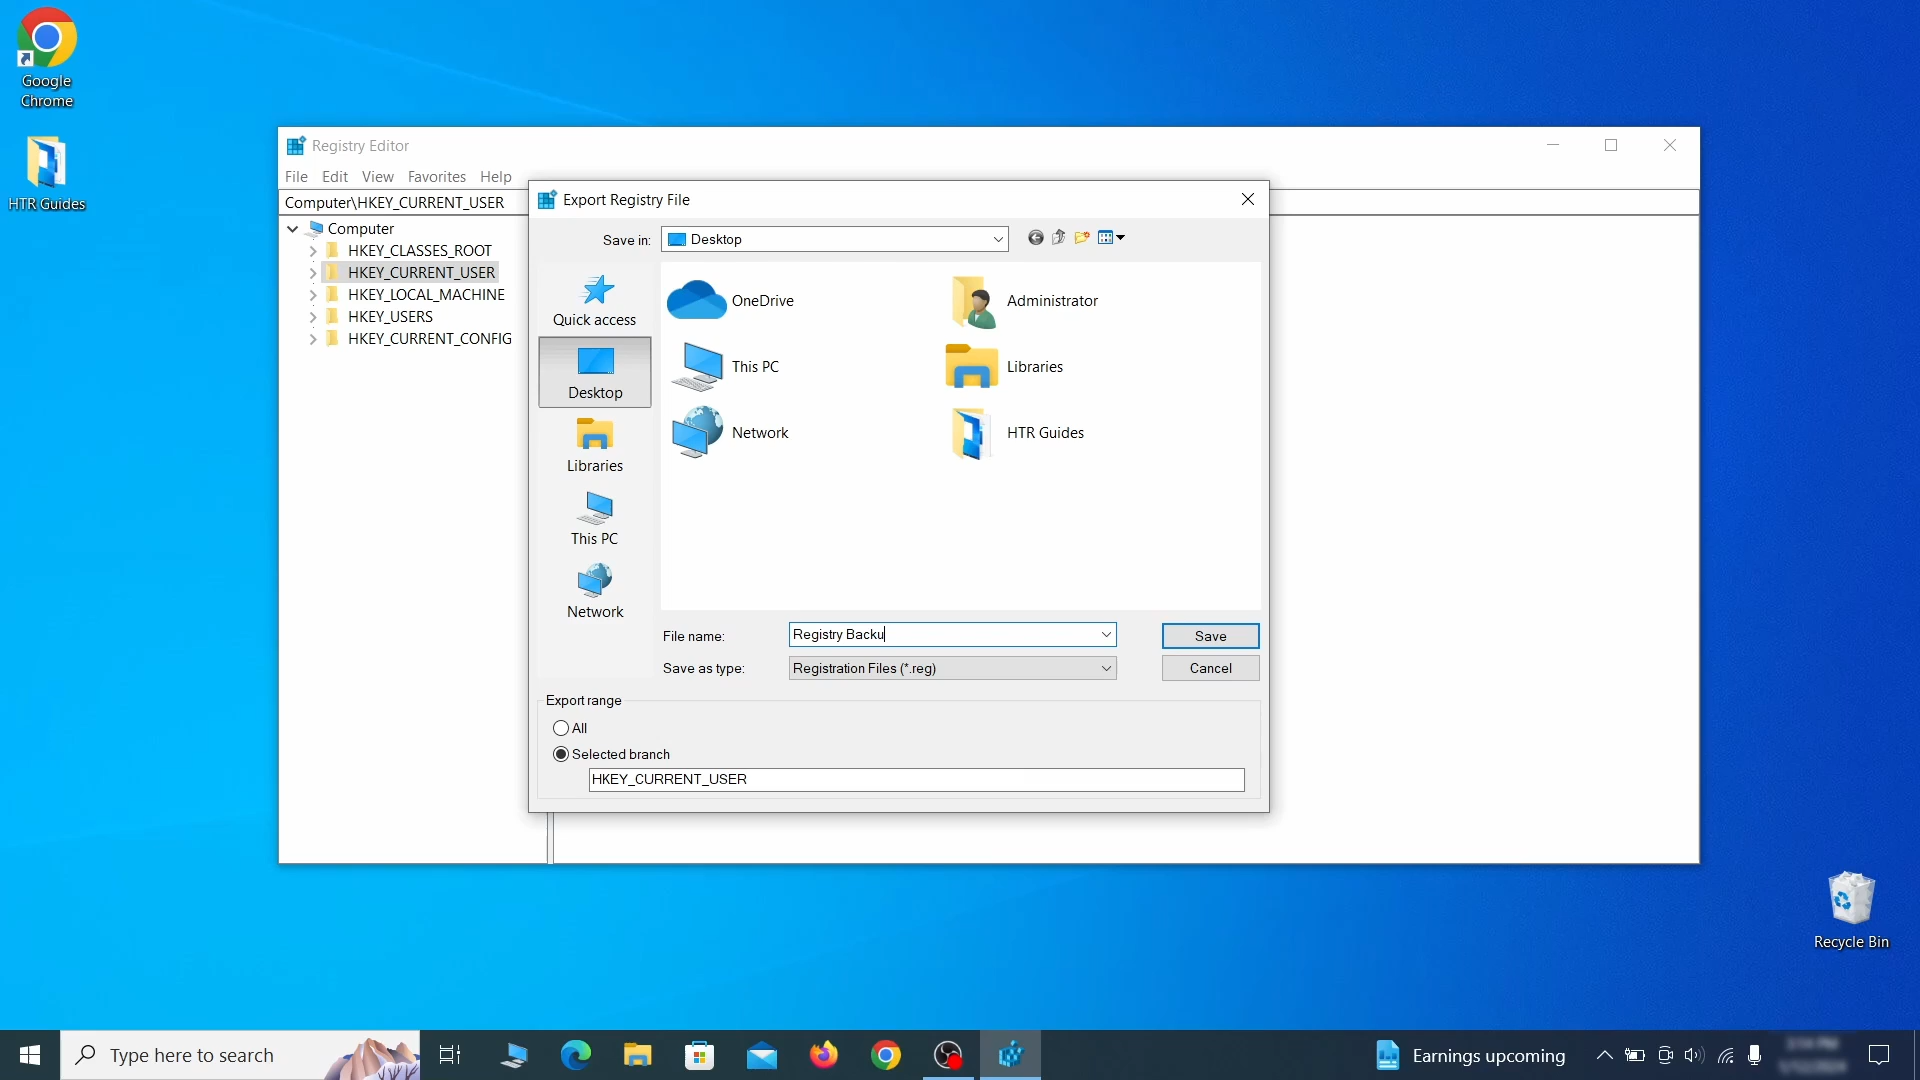 Google
Chrome
HTR Guides
Registry Editor
File Edit View Favorites Help
Computer\HKEY_CURRENT_USER
Computer
HKEY_CLASSES_ROOT
HKEY_CURRENT_USER
HKEY_LOCAL_MACHINE
HKEY_USERS
HKEY_CURRENT_CONFIG
Export Registry File
Save in: Desktop
Quick access
Desktop
Libraries
This PC
Network
OneDrive
Administrator
This PC
Libraries
Network
HTR Guides
File name: Registry Backu
Save
Save as type: Registration Files (*.reg)
Cancel
Export range
All
Selected branch
HKEY_CURRENT_USER
Recycle Bin
Type here to search
Earnings upcoming